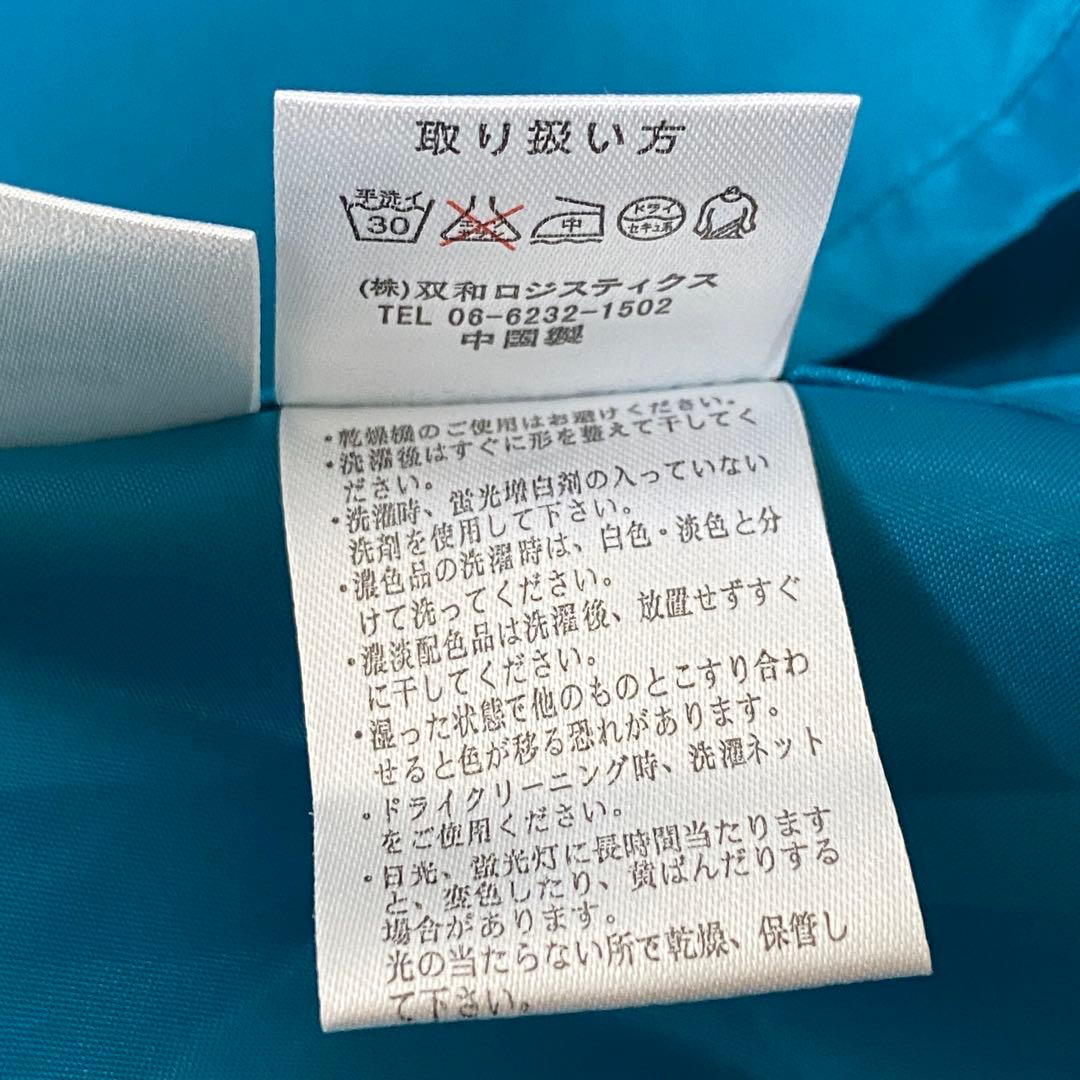 取り扱い方
手洗イ
30
エンソ
サラシ
中
ドライ
セキユ系
(株)双和ロジスティクス
TEL 06-6232-1502
中国製
・乾燥機のご使用はお避けください。
・洗濯後はすぐに形を整えて干してく
ださい。
・洗濯時、蛍光増白剤の入っていない
洗剤を使用して下さい。
・濃色品の洗濯時は、白色・淡色と分
けて洗ってください。
・濃淡配色品は洗濯後、放置せずすぐ
に干してください。
・湿った状態で他のものとこすり合わ
せると色が移る恐れがあります。
・ドライクリーニング時、洗濯ネット
をご使用ください。
・日光、蛍光灯に長時間当たります
と、変色したり、黄ばんだりする
場合があります。
光の当たらない所で乾燥、保管し
て下さい。